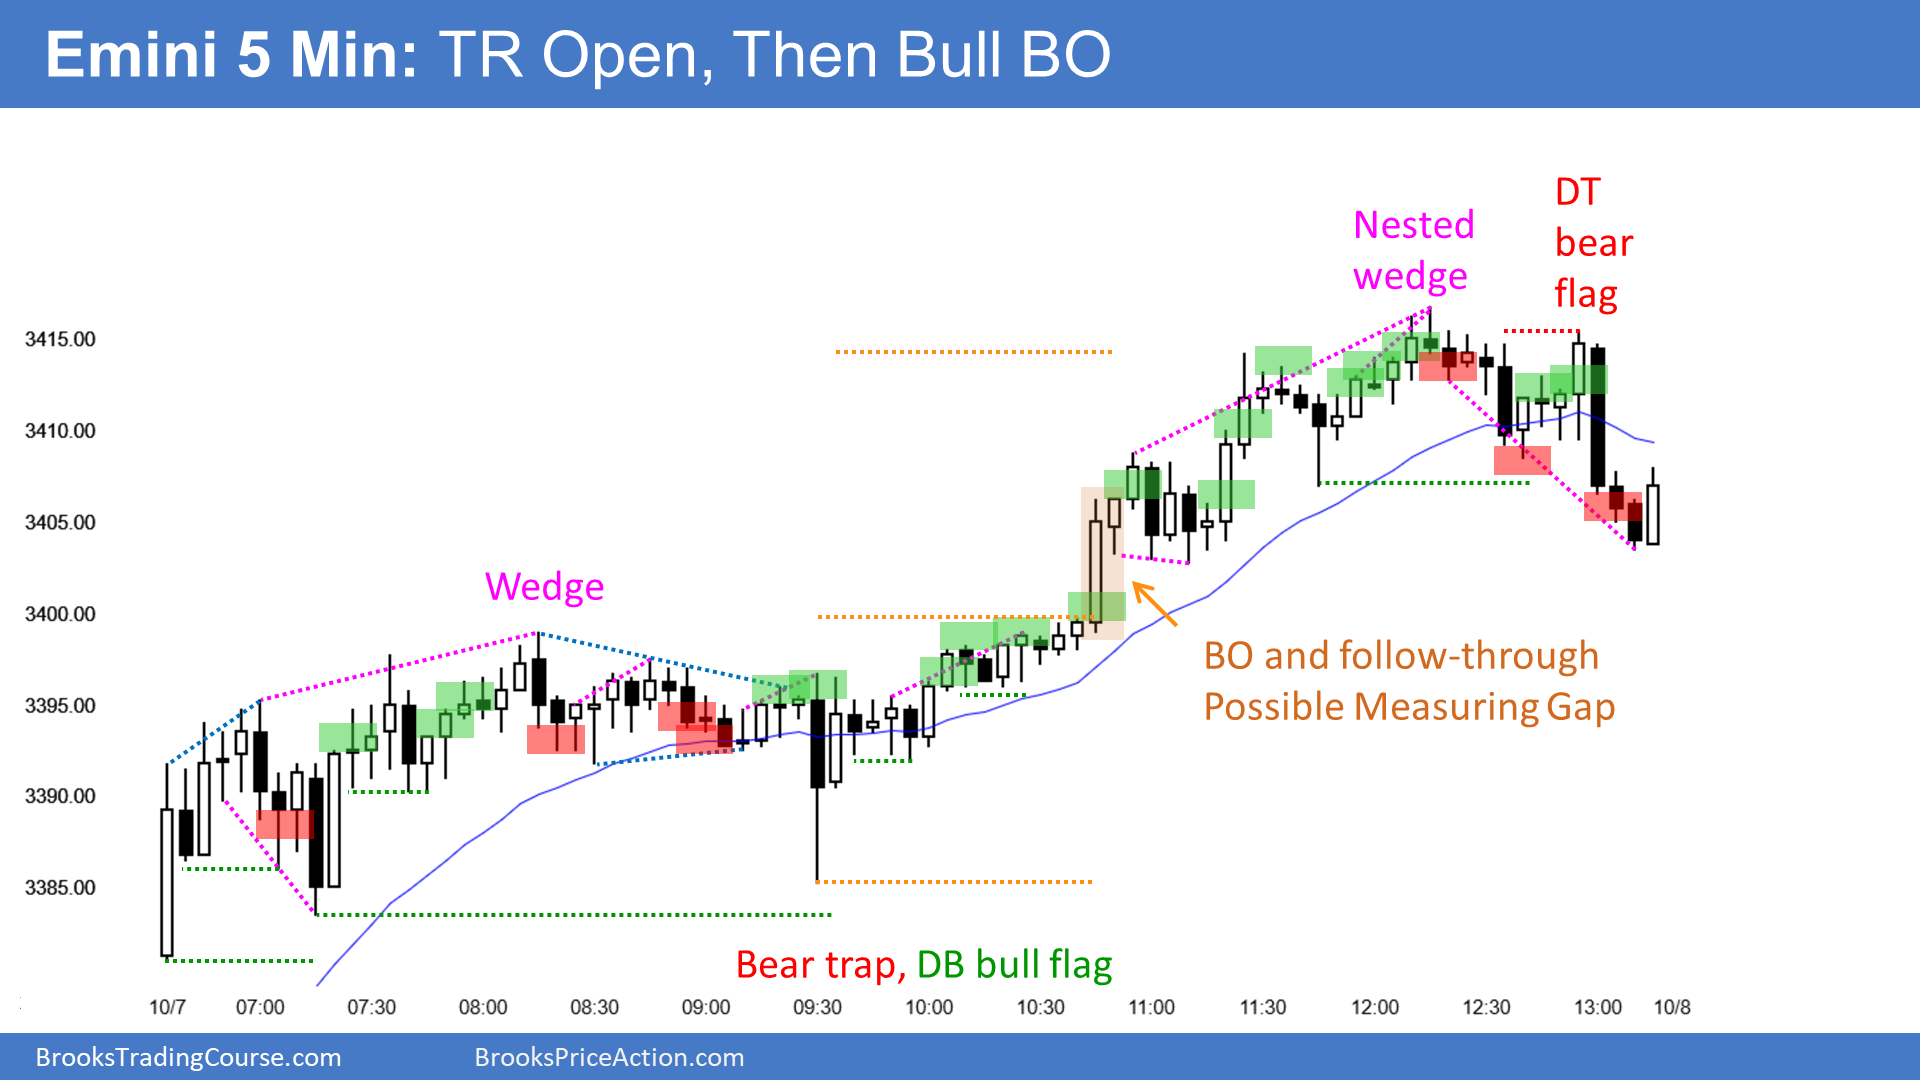 Emini 5 Min: TR Open, Then Bull BO
DT
bear
flag
Nested
wedge
3415.00
3410.00
3405.00
3400.00
3395.00
3390.00
3385.00
Wedge
BO and follow-through
Possible Measuring Gap
Bear trap, DB bull flag
10/7 07:00 07:30 08:00 08:30 09:00 09:30 10:00 10:30 11:00 11:30 12:00 12:30 13:00 10/8
BrooksTradingCourse.com BrooksPriceAction.com